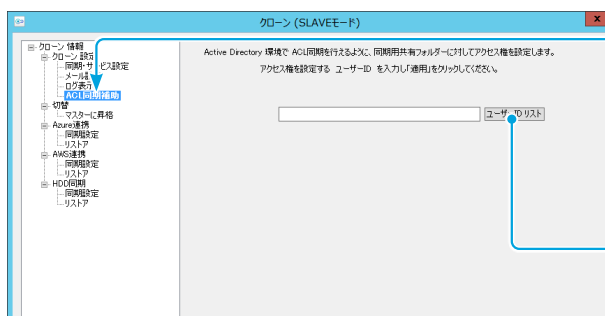 クローン (SLAVEモード)
クローン 情報
クローン 設定
同期・サービス設定
メール
ログ表示
ACL同期補助
切替
マスターに昇格
Azure連携
同期設定
リストア
AWS連携
同期設定
リストア
HDD同期
同期設定
リストア
Active Directory 環境で ACL同期を行えるように、同期用共有フォルダーに対してアクセス権を設定します。
アクセス権を設定する ユーザーID を入力し「適用」をクリックしてください。
ユーザーIDリスト